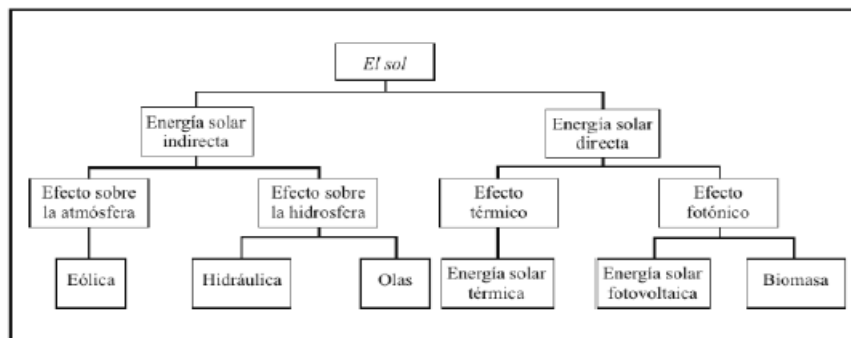 El sol
Energía solar
indirecta
Energía solar
directa
Efecto sobre
la atmósfera
Efecto sobre
la hidrosfera
Efecto
térmico
Efecto
fotónico
Eólica
Hidráulica
Olas
Energía solar
térmica
Energía solar
fotovoltaica
Biomasa